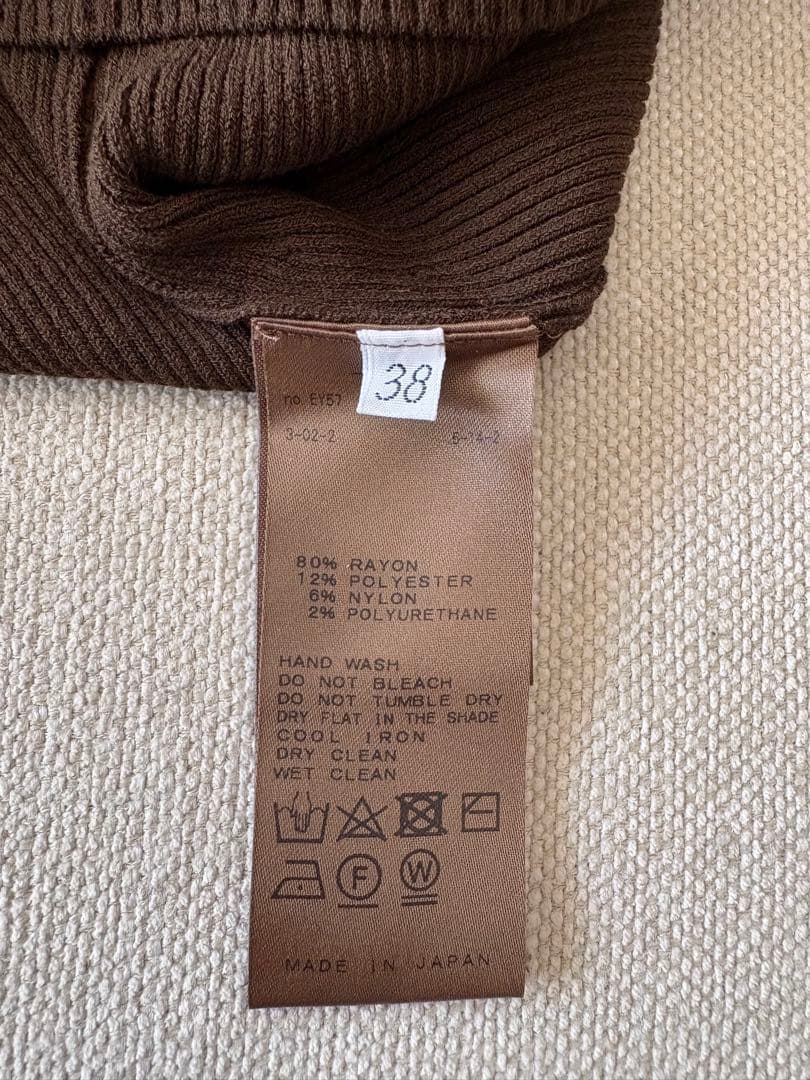 38
no EY57
3-02-2 5-14-2
80% RAYON
12% POLYESTER
6% NYLON
2% POLYURETHANE
HAND WASH
DO NOT BLEACH
DO NOT TUMBLE DRY
DRY FLAT IN THE SHADE
COOL IRON
DRY CLEAN
WET CLEAN
F W
MADE IN JAPAN